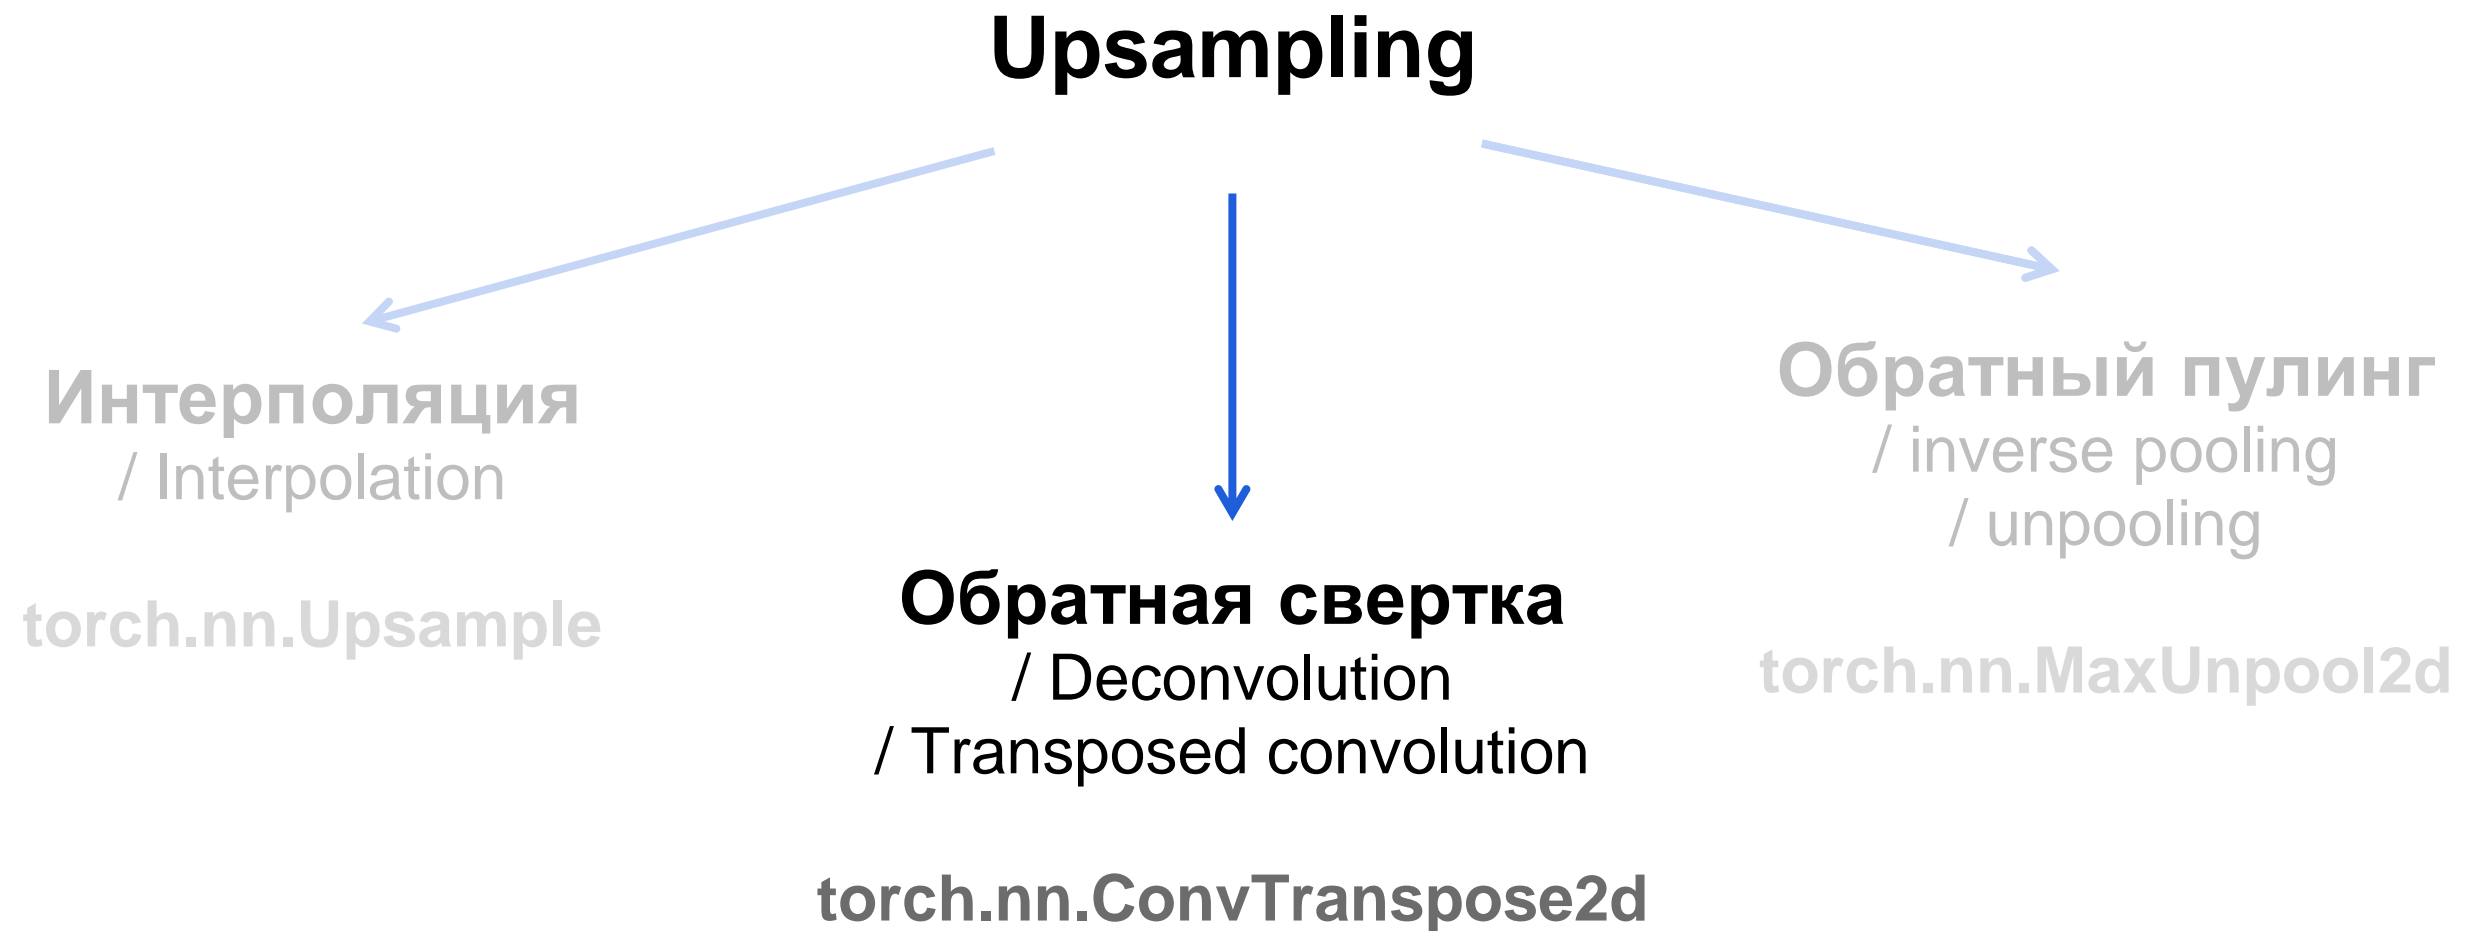 Upsampling
Интерполяция
/ Interpolation
torch.nn.Upsample
Обратная свертка
/ Deconvolution
/ Transposed convolution
torch.nn.ConvTranspose2d
Обратный пулинг
/ inverse pooling
/ unpooling
torch.nn.MaxUnpool2d